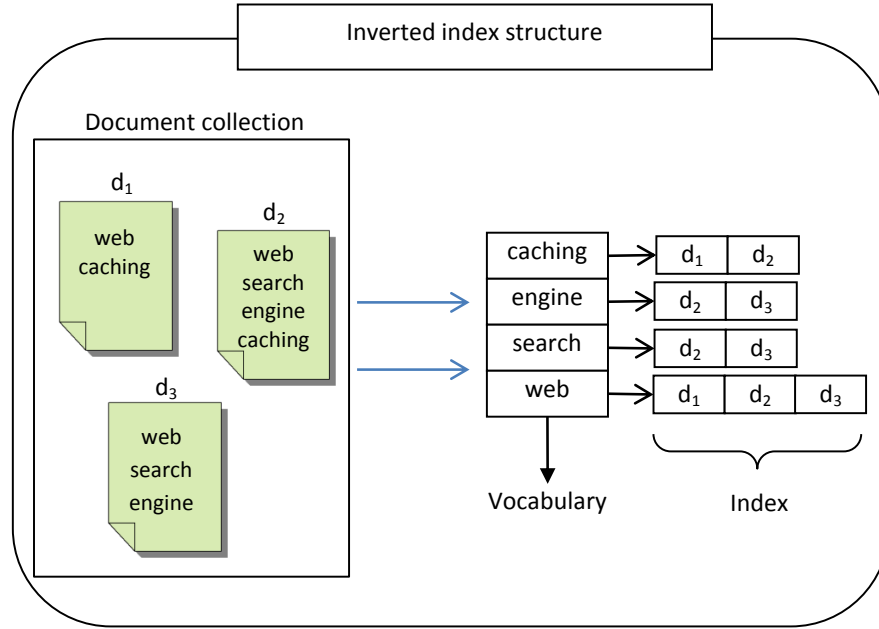 Inverted index structure
Document collection
d₁
web
caching
d₂
web
search
engine
caching
d₃
web
search
engine
caching d₁ d₂
engine d₂ d₃
search d₂ d₃
web d₁ d₂ d₃
Vocabulary
Index